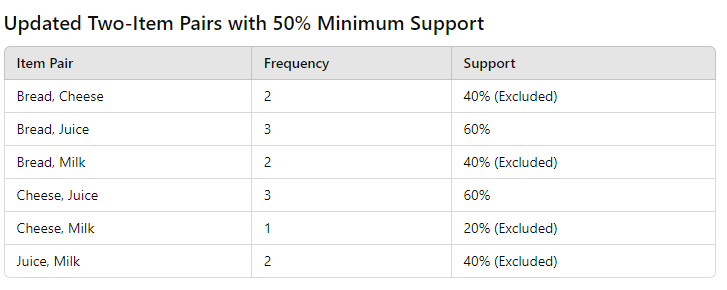 Updated Two-Item Pairs with 50% Minimum Support
Item Pair Frequency Support
Bread, Cheese 2 40% (Excluded)
Bread, Juice 3 60%
Bread, Milk 2 40% (Excluded)
Cheese, Juice 3 60%
Cheese, Milk 1 20% (Excluded)
Juice, Milk 2 40% (Excluded)